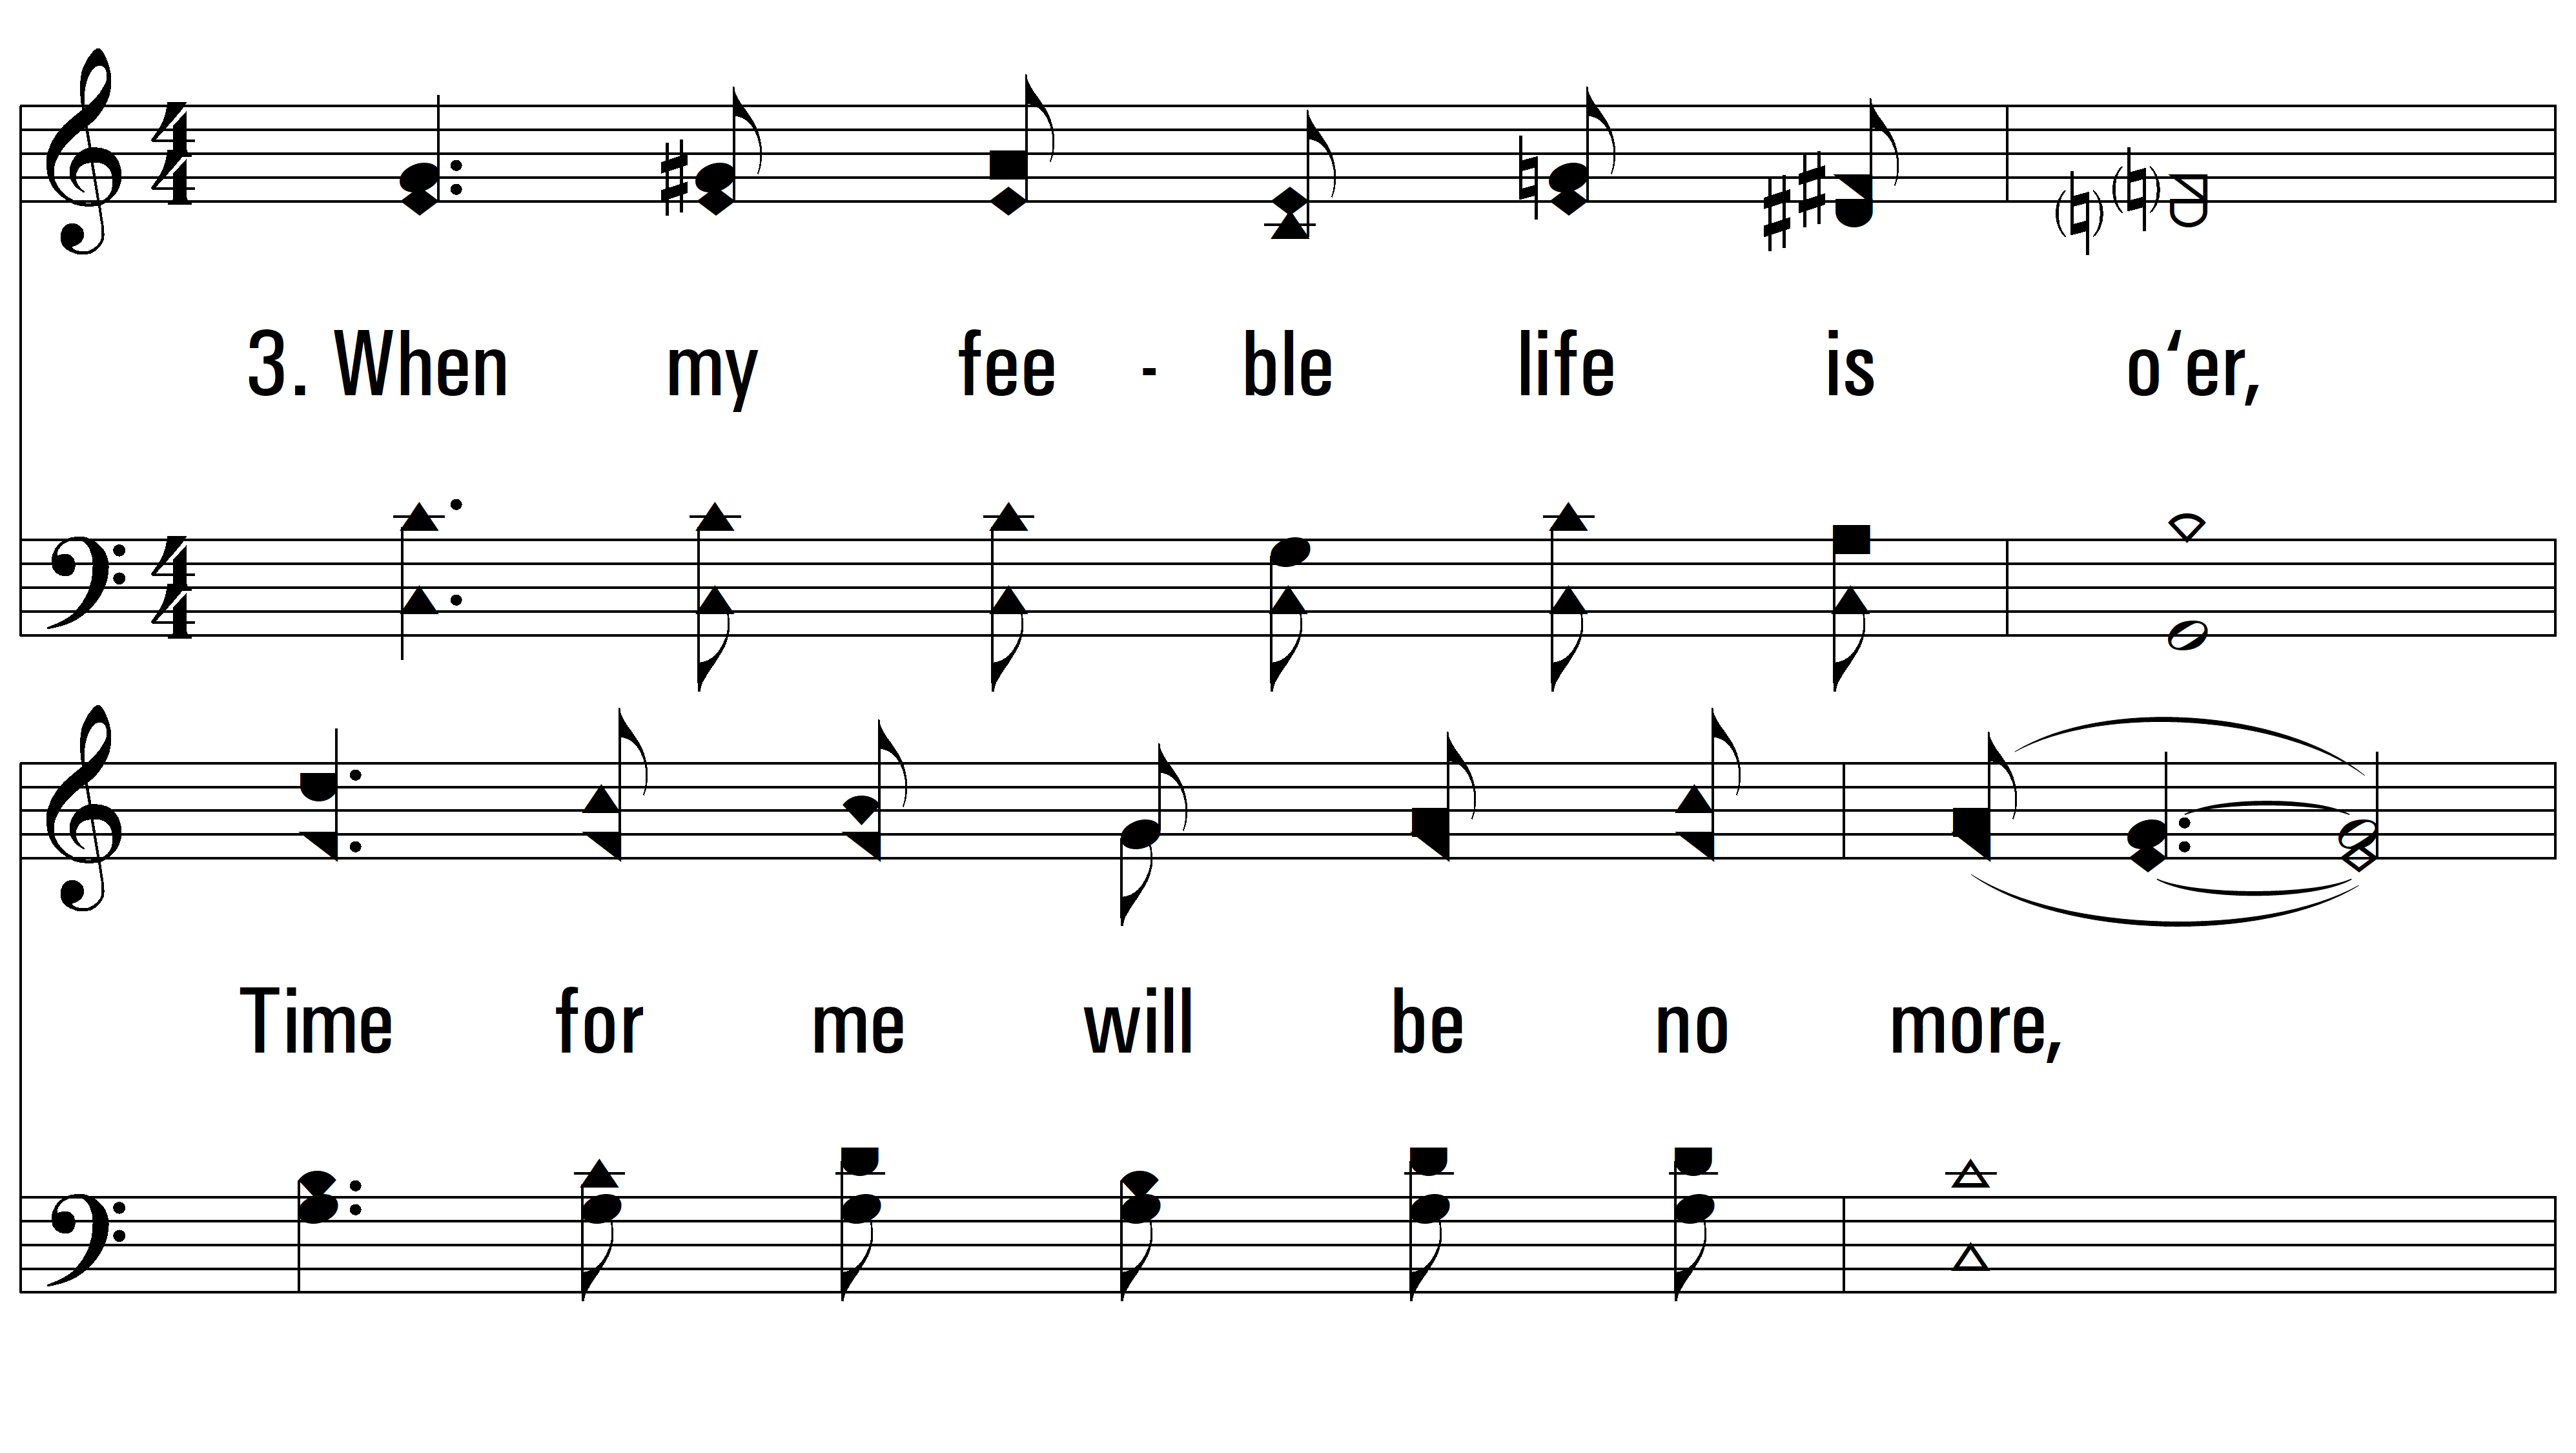 3. When my fee - ble life is o‘er,
Time for me will be no more,